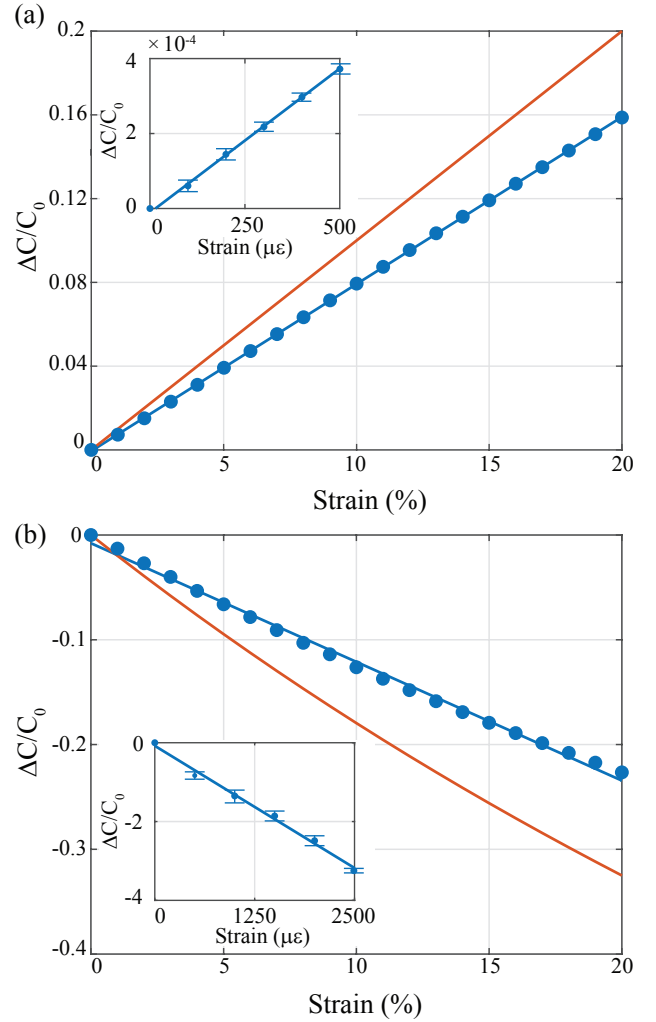 (a)
0.2
0.16
0.12
0.08
0.04
0
ΔC/C₀
× 10⁻⁴
4
2
0
ΔC/C₀
0 250 500
Strain (με)
0 5 10 15 20
Strain (%)
(b)
0
-0.1
-0.2
-0.3
-0.4
ΔC/C₀
0
-2
-4
ΔC/C₀
0 1250 2500
Strain (με)
0 5 10 15 20
Strain (%)